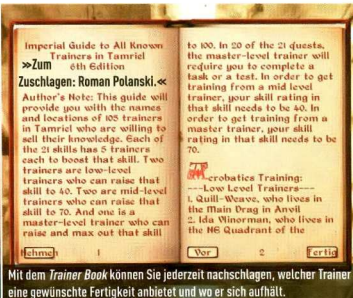 Imperial Guide to All Known
Trainers in Tamriel
6th Edition
»Zum
Zuschlagen: Roman Polanski.«
Author's Note: This guide will
provide you with the names
and locations of 105 trainers
in Tamriel who are willing to
sell their knowledge. Each of
the 21 skills has 5 trainers
each to boost that skill. Two
trainers are low-level
trainers who can raise that
skill to 40. Two are mid-level
trainers who can raise that
skill to 70. And one is a
master-level trainer who can
raise and max out that skill
Nehmen
to 100. In 20 of the 21 quests,
the master-level trainer will
require you to complete a
task or a test. In order to get
training from a mid level
trainer, your skill rating in
that skill needs to be 40. In
order to get training from a
master trainer, your skill
rating in that skill needs to be
70.
Acrobatics Training:
---Low Level Trainers---
1. Quill-Weave, who lives in
the Main Drag in Anvil
2. Ida Vlinorman, who lives in
the NE Quadrant of the
Vor
2
Fertig
Mit dem Trainer Book können Sie jederzeit nachschlagen, welcher Trainer
eine gewünschte Fertigkeit anbietet und wo er sich aufhält.